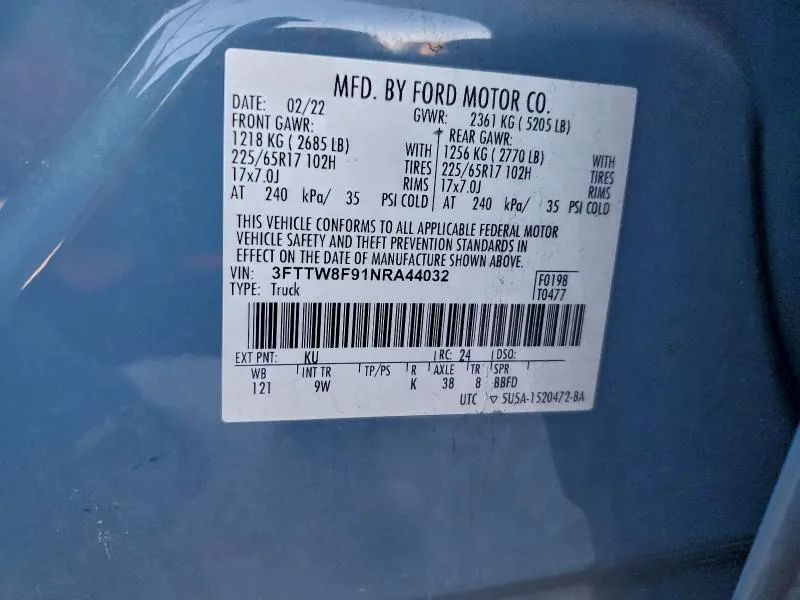 MFD. BY FORD MOTOR CO.
DATE: 02/22 GVWR: 2361 KG ( 5205 LB)
FRONT GAWR: REAR GAWR:
1218 KG ( 2685 LB) WITH 1256 KG ( 2770 LB) WITH
225/65R17 102H TIRES 225/65R17 102H TIRES
17x7.0J RIMS 17x7.0J RIMS
AT 240 kPa/ 35 PSI COLD AT 240 kPa/ 35 PSI COLD
THIS VEHICLE CONFORMS TO ALL APPLICABLE FEDERAL MOTOR
VEHICLE SAFETY AND THEFT PREVENTION STANDARDS IN
EFFECT ON THE DATE OF MANUFACTURE SHOWN ABOVE.
VIN: 3FTTW8F91NRA44032 F0198
TYPE: Truck T0477
EXT PNT: KU RC: 24 DSO:
WB INT TR TP/PS R AXLE TR SPR
121 9W K 38 8 BBFD
UTC ▽ 5U5A-1520472-BA